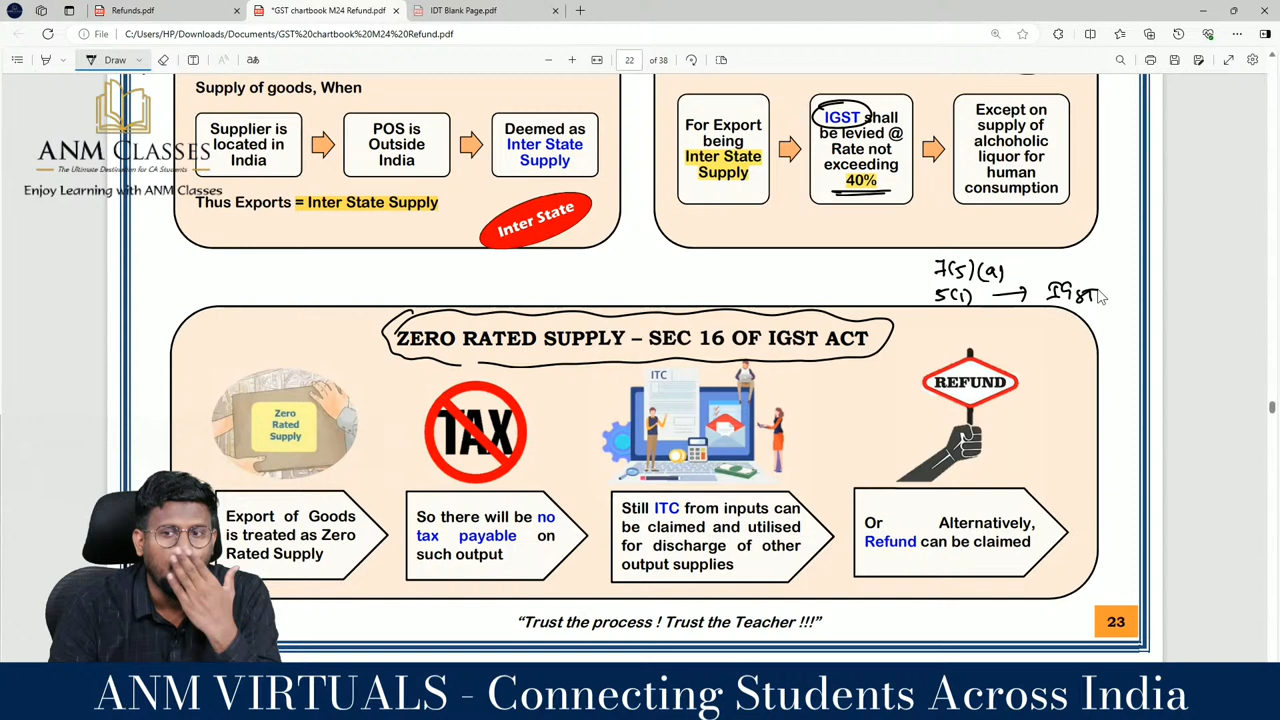 Refunds.pdf
*GST chartbook M24 Refund.pdf
IDT Blank Page.pdf
File
C:/Users/HP/Downloads/Documents/GST%20chartbook%20M24%20Refund.pdf
Draw
22
of 38
ANM CLASSES
The Ultimate Destination for CA Students
Enjoy Learning with ANM Classes
Supply of goods, When
Supplier is
located in
India
POS is
Outside
India
Deemed as
Inter State
Supply
Thus Exports = Inter State Supply
Inter State
For Export
being
Inter State
Supply
IGST shall
be levied @
Rate not
exceeding
40%
Except on
supply of
alchoholic
liquor for
human
consumption
7(5)(a)
5(1) → IGST
ZERO RATED SUPPLY – SEC 16 OF IGST ACT
Zero
Rated
Supply
TAX
ITC
REFUND
Export of Goods
is treated as Zero
Rated Supply
So there will be no
tax payable on
such output
Still ITC from inputs can
be claimed and utilised
for discharge of other
output supplies
Or Alternatively,
Refund can be claimed
“Trust the process ! Trust the Teacher !!!”
23
ANM VIRTUALS - Connecting Students Across India